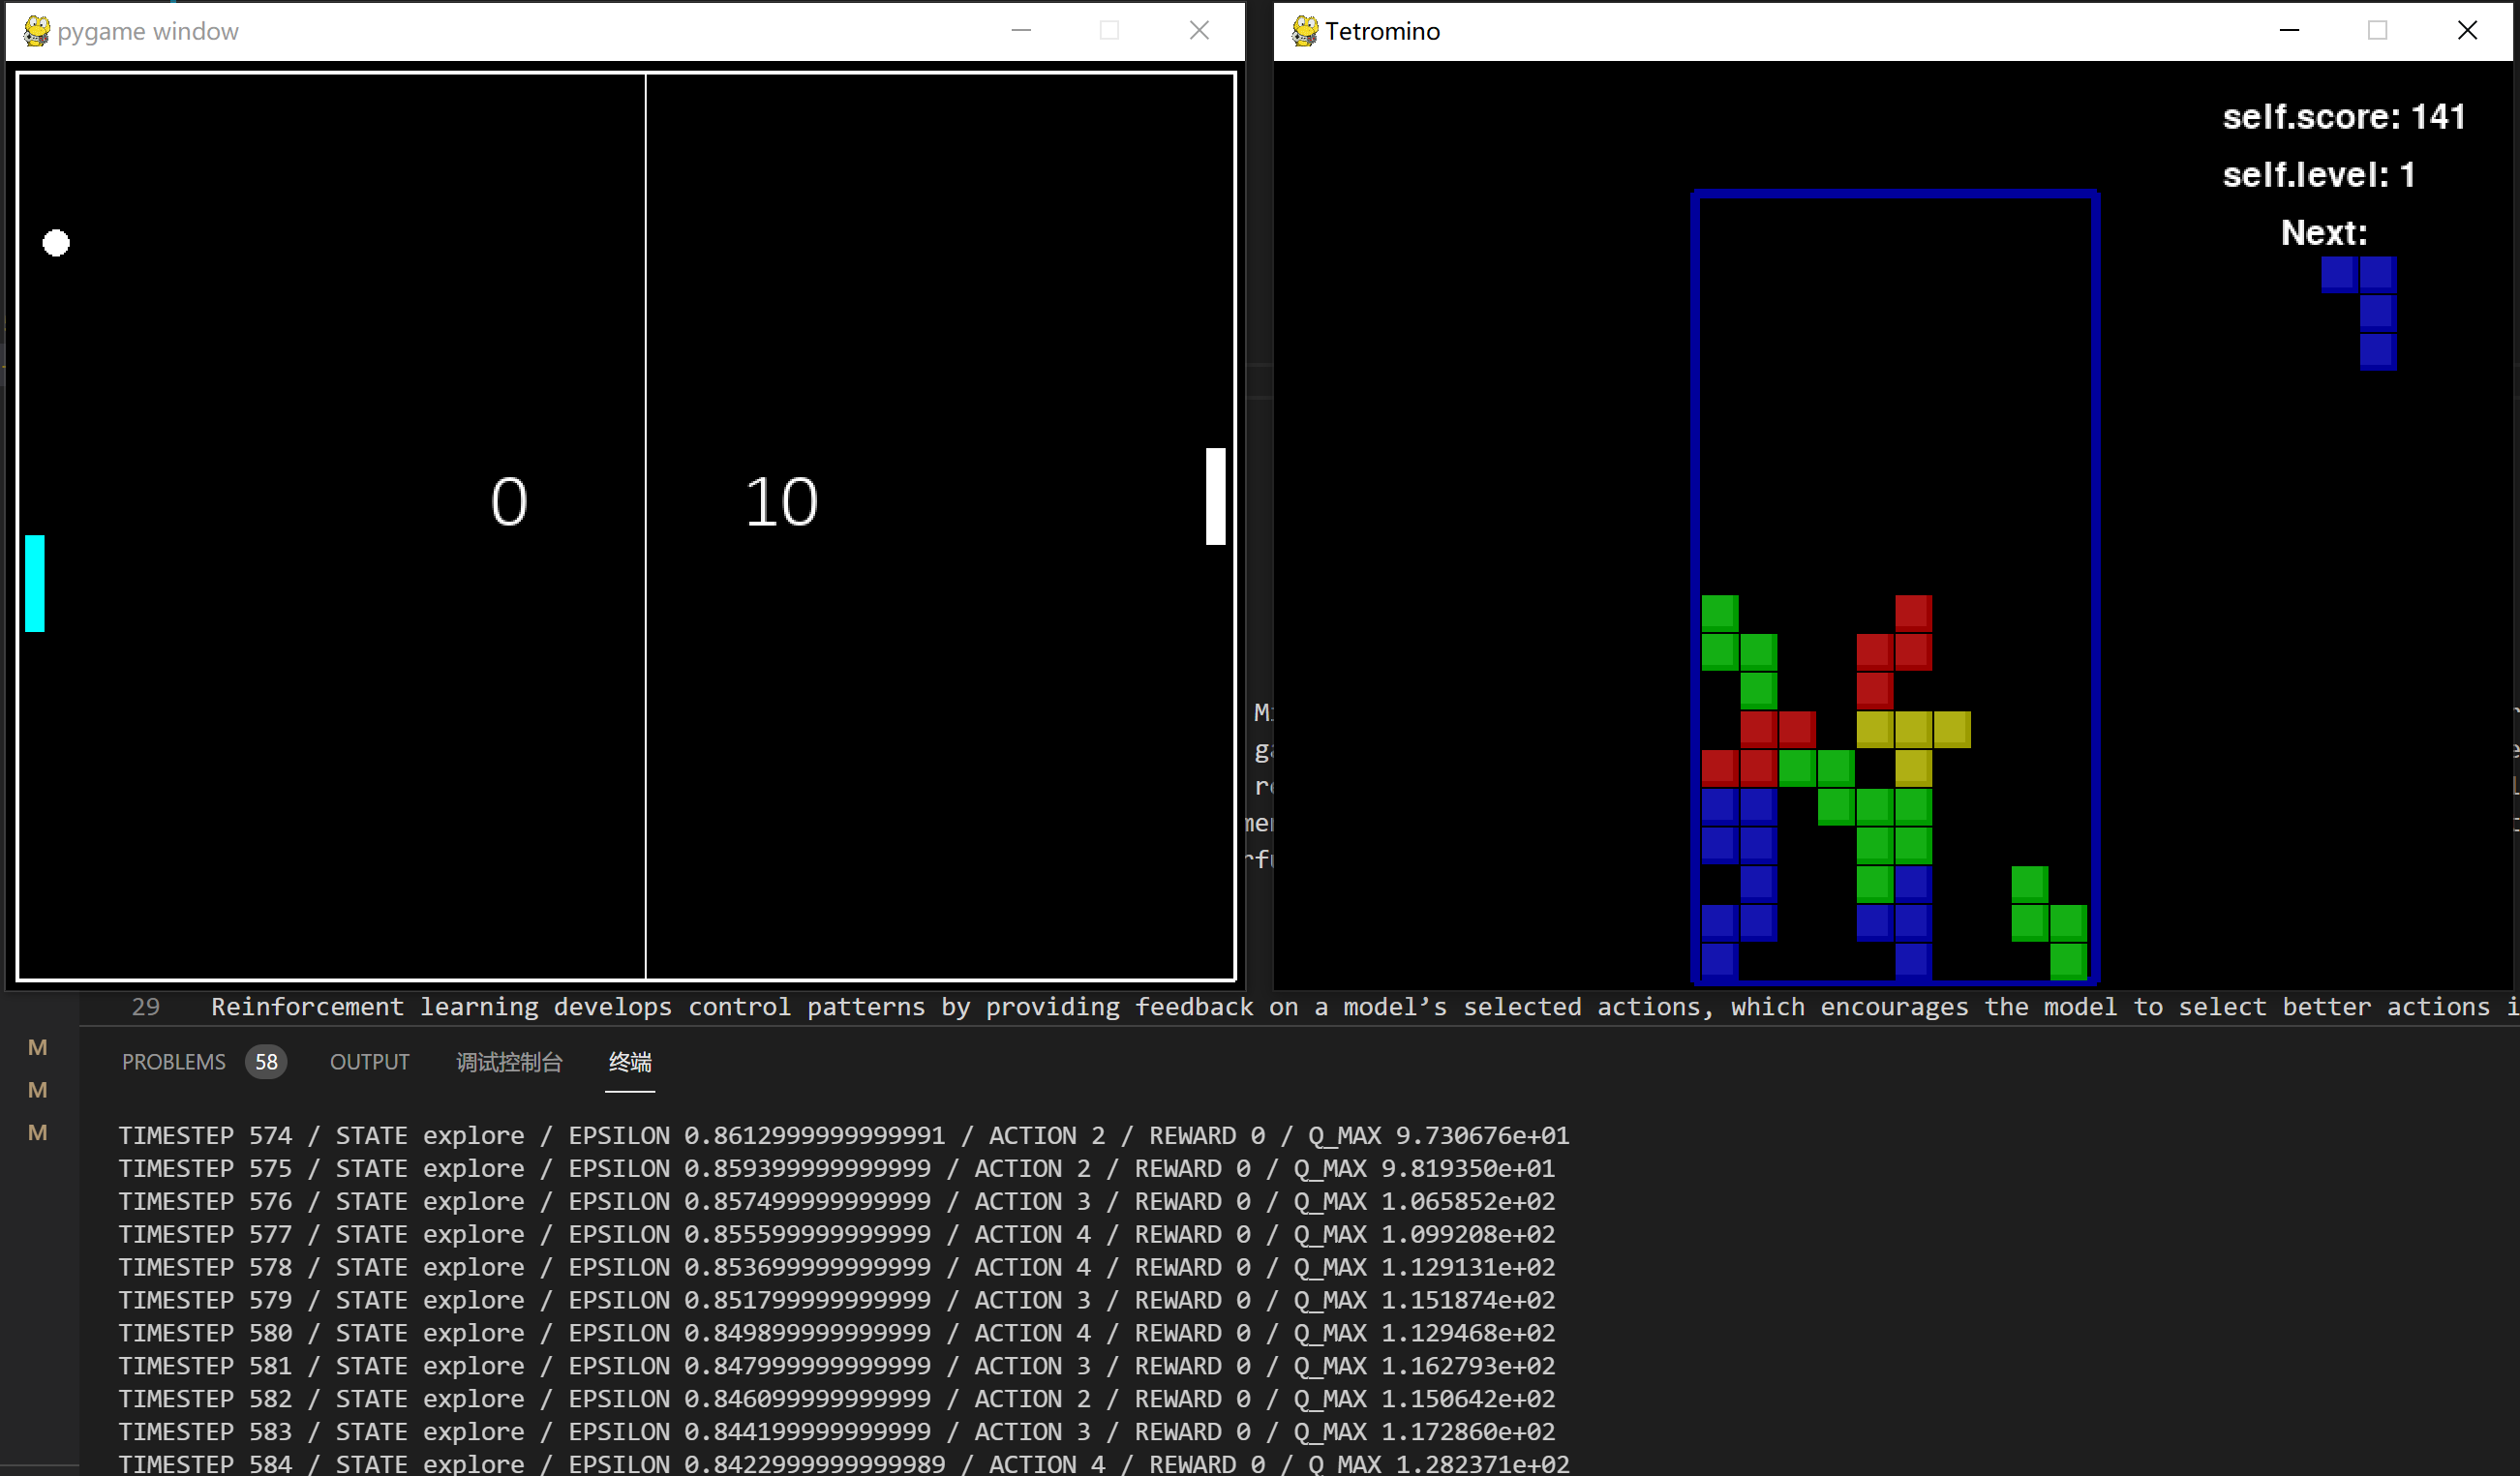 pygame window
0 10
Tetromino
self.score: 141
self.level: 1
Next:
29 Reinforcement learning develops control patterns by providing feedback on a model’s selected actions, which encourages the model to select better actions i
M
M
M
PROBLEMS 58 OUTPUT 调试控制台 终端
TIMESTEP 574 / STATE explore / EPSILON 0.8612999999999991 / ACTION 2 / REWARD 0 / Q_MAX 9.730676e+01
TIMESTEP 575 / STATE explore / EPSILON 0.859399999999999 / ACTION 2 / REWARD 0 / Q_MAX 9.819350e+01
TIMESTEP 576 / STATE explore / EPSILON 0.857499999999999 / ACTION 3 / REWARD 0 / Q_MAX 1.065852e+02
TIMESTEP 577 / STATE explore / EPSILON 0.855599999999999 / ACTION 4 / REWARD 0 / Q_MAX 1.099208e+02
TIMESTEP 578 / STATE explore / EPSILON 0.853699999999999 / ACTION 4 / REWARD 0 / Q_MAX 1.129131e+02
TIMESTEP 579 / STATE explore / EPSILON 0.851799999999999 / ACTION 3 / REWARD 0 / Q_MAX 1.151874e+02
TIMESTEP 580 / STATE explore / EPSILON 0.849899999999999 / ACTION 4 / REWARD 0 / Q_MAX 1.129468e+02
TIMESTEP 581 / STATE explore / EPSILON 0.847999999999999 / ACTION 3 / REWARD 0 / Q_MAX 1.162793e+02
TIMESTEP 582 / STATE explore / EPSILON 0.846099999999999 / ACTION 2 / REWARD 0 / Q_MAX 1.150642e+02
TIMESTEP 583 / STATE explore / EPSILON 0.844199999999999 / ACTION 3 / REWARD 0 / Q_MAX 1.172860e+02
TIMESTEP 584 / STATE explore / EPSILON 0.8422999999999989 / ACTION 4 / REWARD 0 / Q_MAX 1.282371e+02